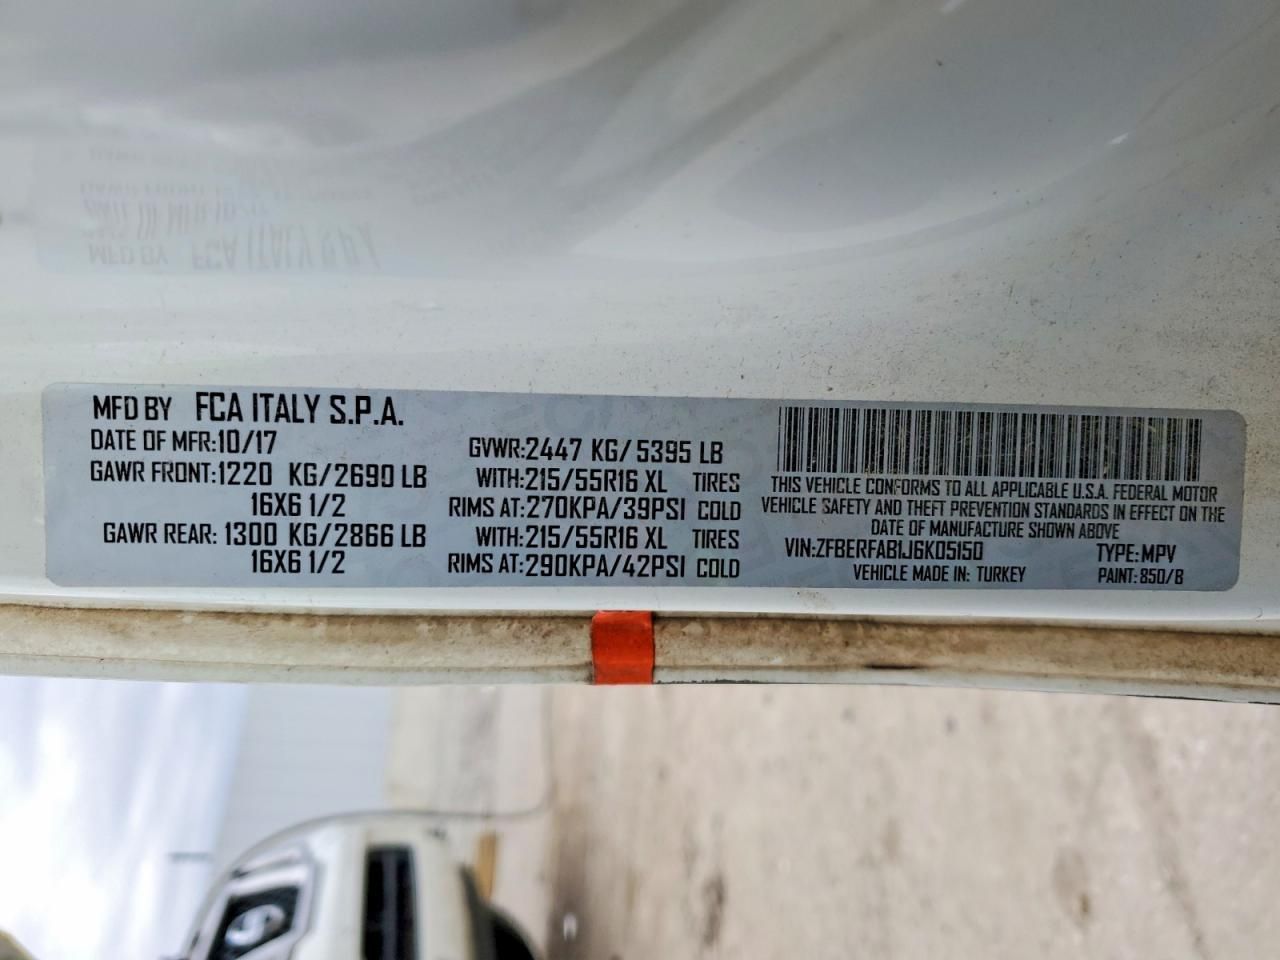 MFD BY FCA ITALY S.P.A.
DATE OF MFR:10/17
GAWR FRONT:1220 KG/2690 LB
16X6 1/2
GAWR REAR:1300 KG/2866 LB
16X6 1/2
GVWR:2447 KG/5395 LB
WITH:215/55R16 XL TIRES
RIMS AT:270KPA/39PSI COLD
WITH:215/55R16 XL TIRES
RIMS AT:290KPA/42PSI COLD
THIS VEHICLE CONFORMS TO ALL APPLICABLE U.S.A. FEDERAL MOTOR
VEHICLE SAFETY AND THEFT PREVENTION STANDARDS IN EFFECT ON THE
DATE OF MANUFACTURE SHOWN ABOVE
VIN:ZFBERFAB1J6K05150 TYPE:MPV
VEHICLE MADE IN: TURKEY PAINT: 850/B